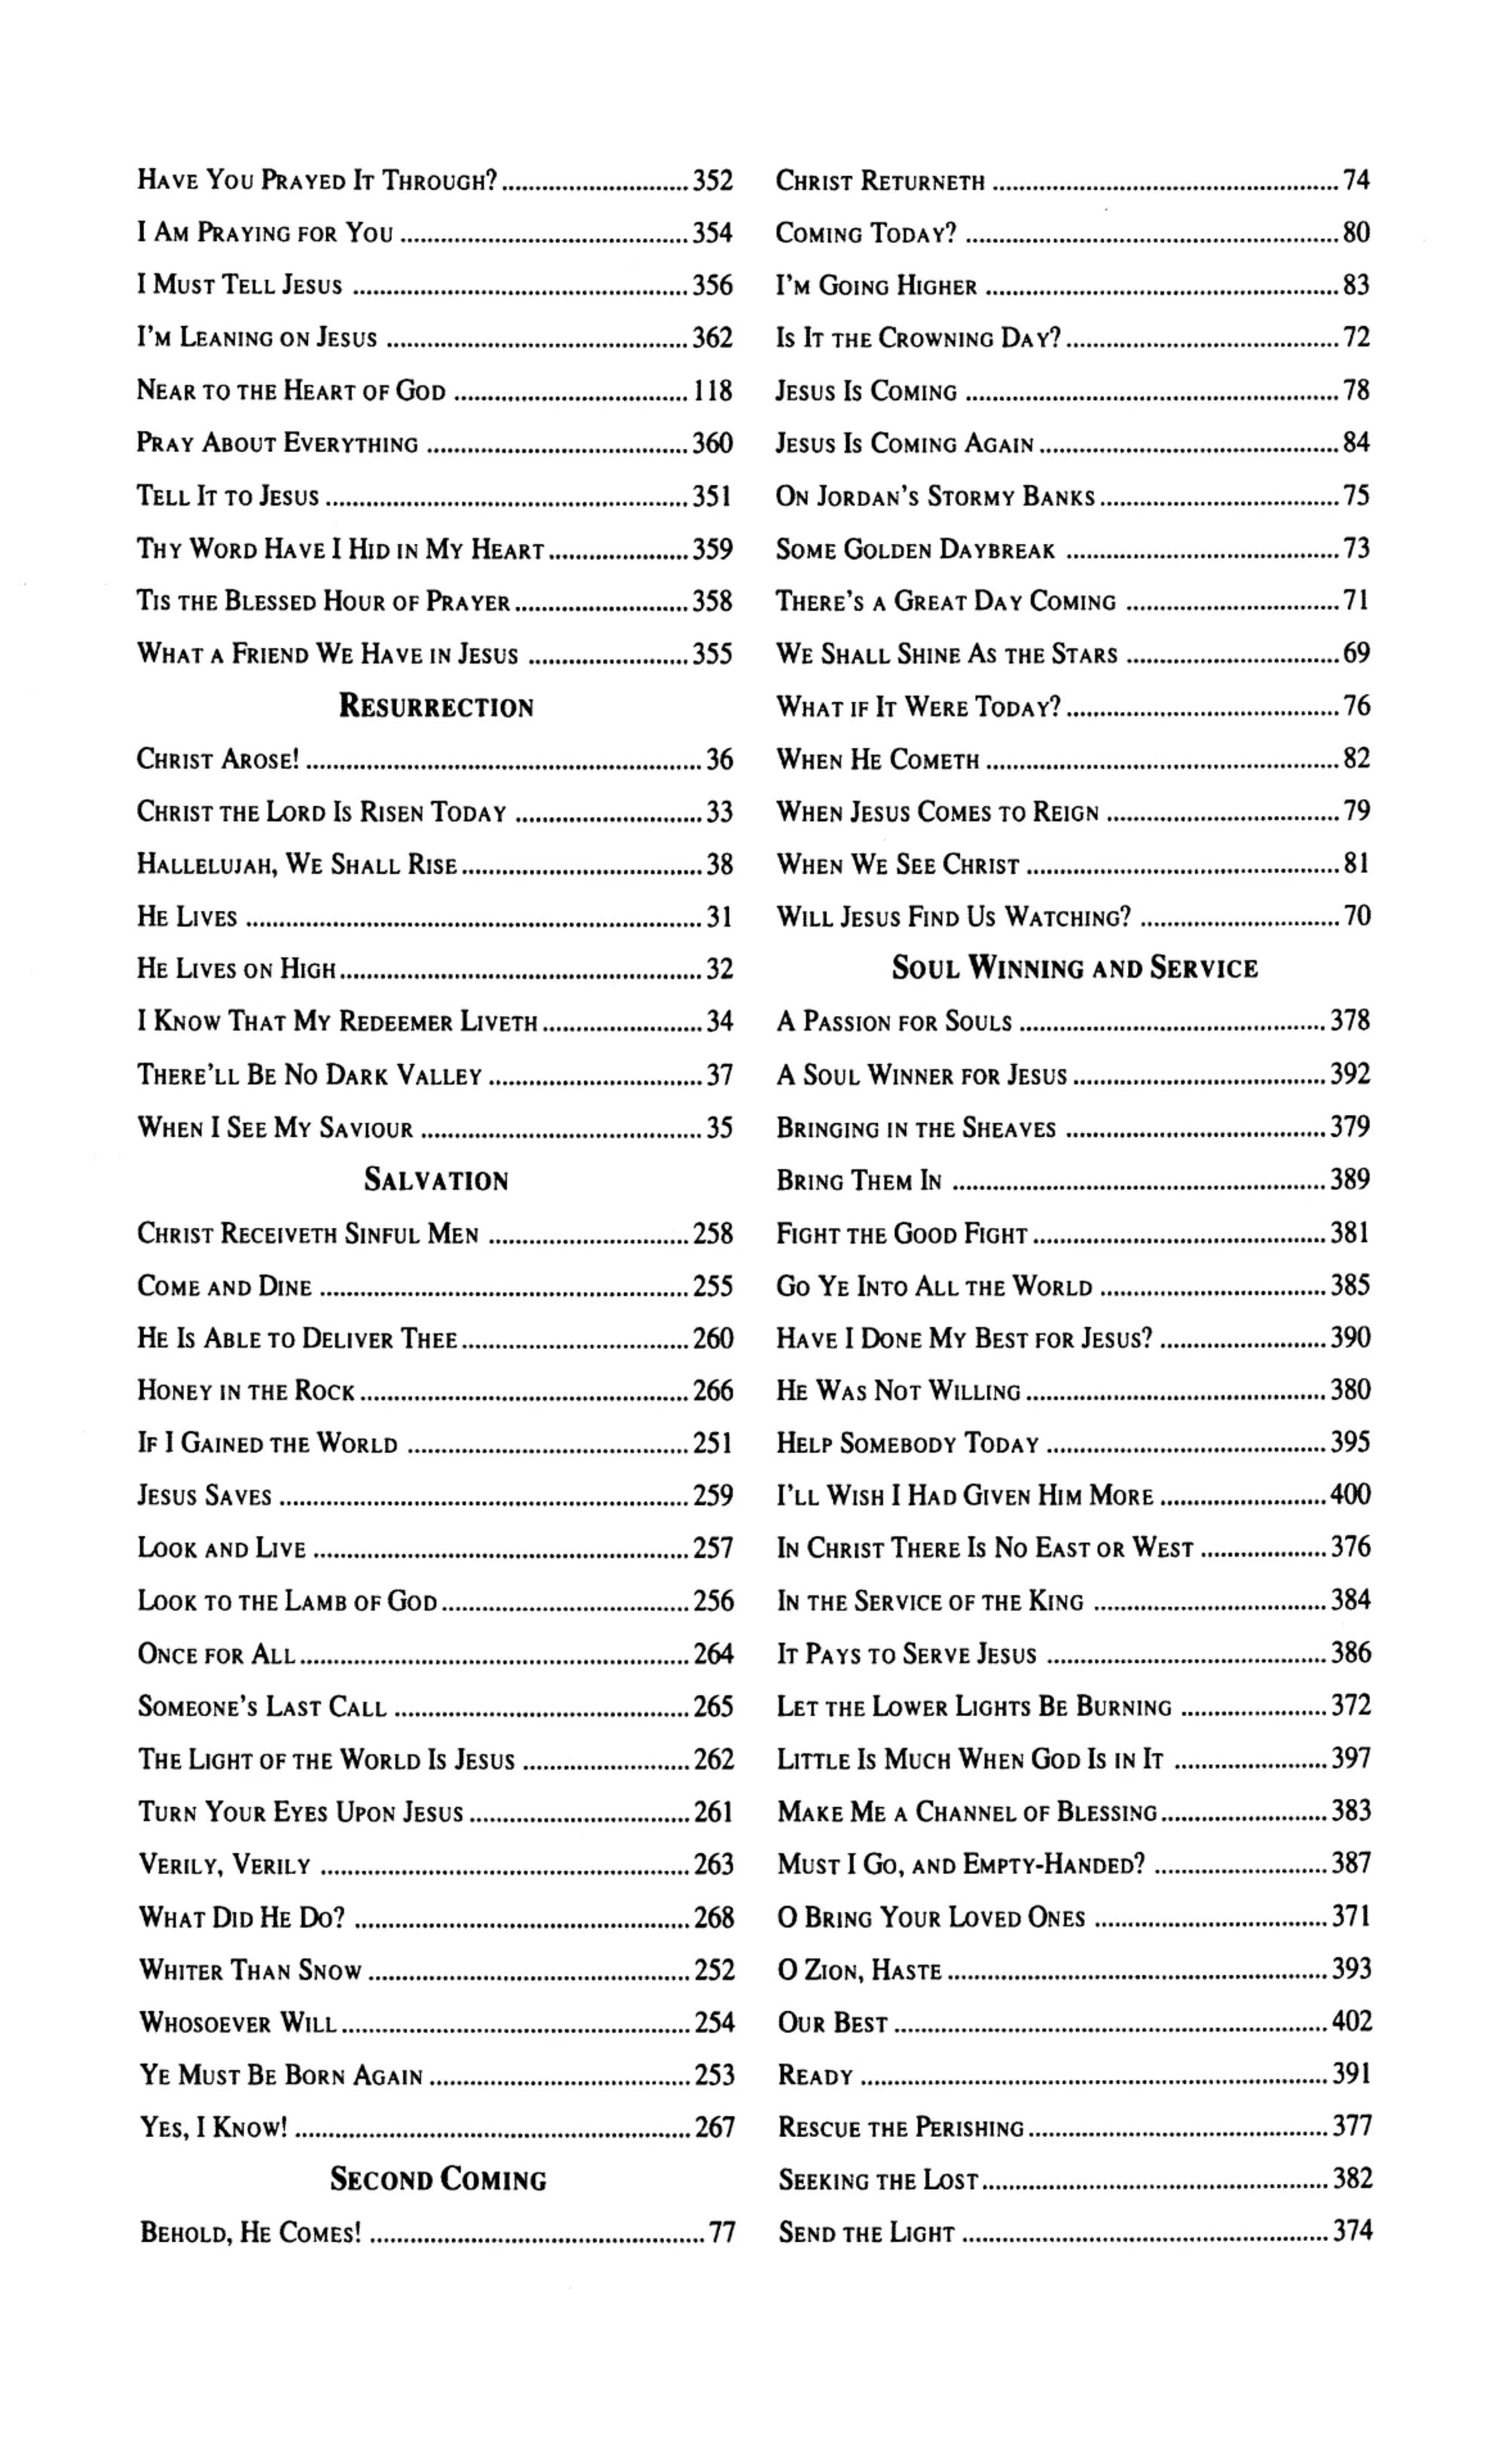 HAVE YOU PRAYED IT THROUGH? ............................ 352
I AM PRAYING FOR YOU ........................................... 354
I MUST TELL JESUS .................................................. 356
I'M LEANING ON JESUS ............................................. 362
NEAR TO THE HEART OF GOD ................................... 118
PRAY ABOUT EVERYTHING ....................................... 360
TELL IT TO JESUS ...................................................... 351
THY WORD HAVE I HID IN MY HEART ..................... 359
TIS THE BLESSED HOUR OF PRAYER .......................... 358
WHAT A FRIEND WE HAVE IN JESUS ........................ 355
RESURRECTION
CHRIST AROSE! ........................................................... 36
CHRIST THE LORD IS RISEN TODAY ............................ 33
HALLELUJAH, WE SHALL RISE .................................... 38
HE LIVES .................................................................... 31
HE LIVES ON HIGH ...................................................... 32
I KNOW THAT MY REDEEMER LIVETH ........................ 34
THERE'LL BE NO DARK VALLEY ................................ 37
WHEN I SEE MY SAVIOUR .......................................... 35
SALVATION
CHRIST RECEIVETH SINFUL MEN .............................. 258
COME AND DINE ....................................................... 255
HE IS ABLE TO DELIVER THEE .................................. 260
HONEY IN THE ROCK ................................................. 266
IF I GAINED THE WORLD .......................................... 251
JESUS SAVES ............................................................. 259
LOOK AND LIVE ........................................................ 257
LOOK TO THE LAMB OF GOD ..................................... 256
ONCE FOR ALL .......................................................... 264
SOMEONE'S LAST CALL ............................................ 265
THE LIGHT OF THE WORLD IS JESUS ......................... 262
TURN YOUR EYES UPON JESUS ................................. 261
VERILY, VERILY ....................................................... 263
WHAT DID HE DO? .................................................. 268
WHITER THAN SNOW ................................................ 252
WHOSOEVER WILL .................................................... 254
YE MUST BE BORN AGAIN ....................................... 253
YES, I KNOW! ........................................................... 267
SECOND COMING
BEHOLD, HE COMES! .................................................. 77
CHRIST RETURNETH .................................................... 74
COMING TODAY? ........................................................ 80
I'M GOING HIGHER ..................................................... 83
IS IT THE CROWNING DAY? ......................................... 72
JESUS IS COMING ........................................................ 78
JESUS IS COMING AGAIN ............................................. 84
ON JORDAN'S STORMY BANKS .................................... 75
SOME GOLDEN DAYBREAK ......................................... 73
THERE'S A GREAT DAY COMING ................................ 71
WE SHALL SHINE AS THE STARS ................................ 69
WHAT IF IT WERE TODAY? ......................................... 76
WHEN HE COMETH ..................................................... 82
WHEN JESUS COMES TO REIGN ................................... 79
WHEN WE SEE CHRIST ............................................... 81
WILL JESUS FIND US WATCHING? .............................. 70
SOUL WINNING AND SERVICE
A PASSION FOR SOULS .............................................. 378
A SOUL WINNER FOR JESUS ...................................... 392
BRINGING IN THE SHEAVES ....................................... 379
BRING THEM IN ........................................................ 389
FIGHT THE GOOD FIGHT ............................................ 381
GO YE INTO ALL THE WORLD .................................. 385
HAVE I DONE MY BEST FOR JESUS? ......................... 390
HE WAS NOT WILLING ............................................. 380
HELP SOMEBODY TODAY .......................................... 395
I'LL WISH I HAD GIVEN HIM MORE ......................... 400
IN CHRIST THERE IS NO EAST OR WEST ................... 376
IN THE SERVICE OF THE KING ................................... 384
IT PAYS TO SERVE JESUS .......................................... 386
LET THE LOWER LIGHTS BE BURNING ...................... 372
LITTLE IS MUCH WHEN GOD IS IN IT ....................... 397
MAKE ME A CHANNEL OF BLESSING ......................... 383
MUST I GO, AND EMPTY-HANDED? .......................... 387
O BRING YOUR LOVED ONES ................................... 371
O ZION, HASTE ......................................................... 393
OUR BEST ................................................................. 402
READY ...................................................................... 391
RESCUE THE PERISHING ............................................. 377
SEEKING THE LOST .................................................... 382
SEND THE LIGHT ....................................................... 374